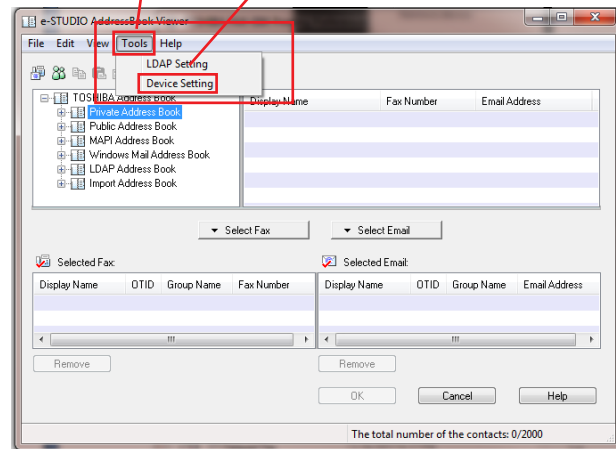 e-STUDIO AddressBook Viewer
File Edit View Tools Help
LDAP Setting
Device Setting
TOSHIBA Address Book
Private Address Book
Public Address Book
MAPI Address Book
Windows Mail Address Book
LDAP Address Book
Import Address Book
Display Name Fax Number Email Address
Select Fax Select Email
Selected Fax: Selected Email:
Display Name OTID Group Name Fax Number Display Name OTID Group Name Email Address
Remove Remove
OK Cancel Help
The total number of the contacts: 0/2000